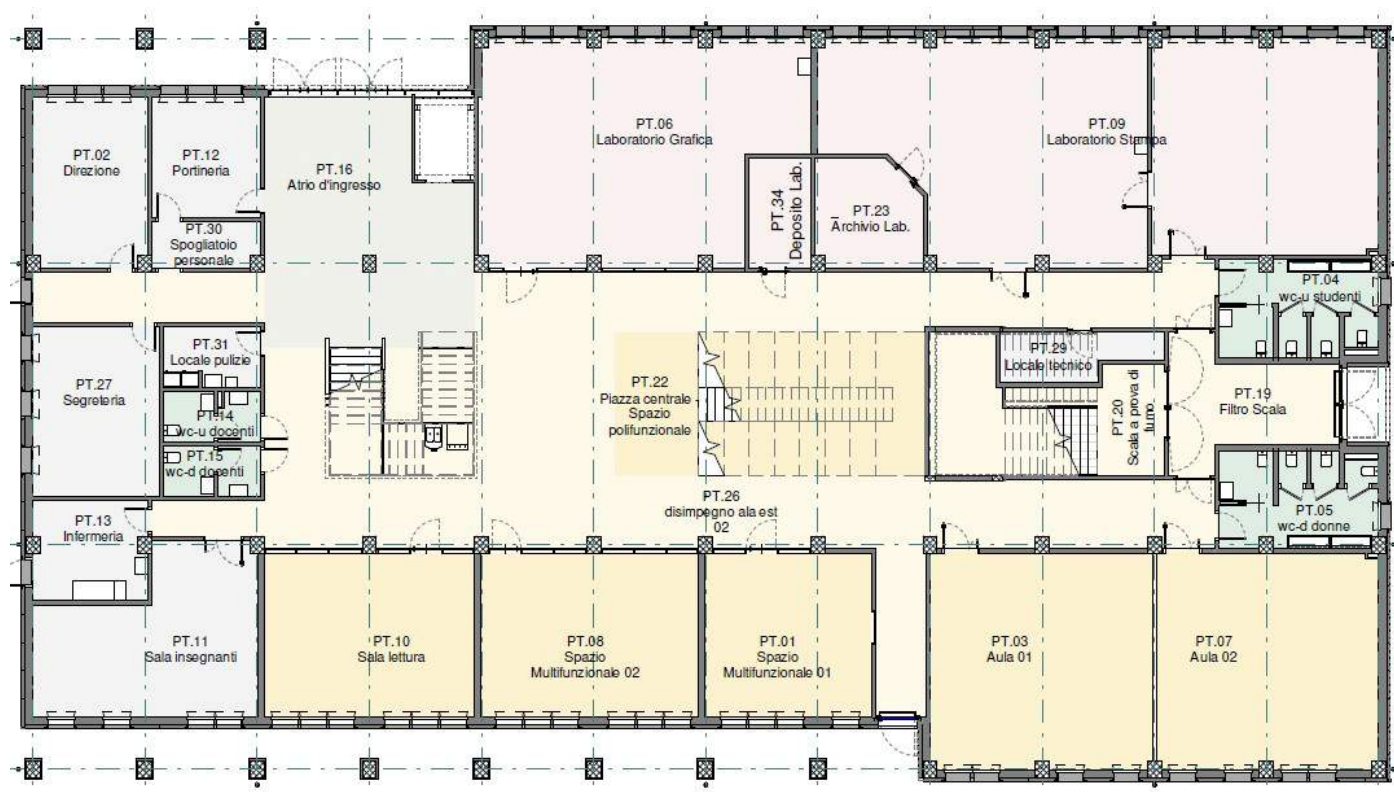 PT.02
Direzione
PT.12
Portineria
PT.30
Spogliatoio
personale
PT.16
Atrio d'ingresso
PT.06
Laboratorio Grafica
PT.34
Deposito Lab.
PT.23
Archivio Lab.
PT.09
Laboratorio Stampa
PT.04
wc-u studenti
PT.31
Locale pulizie
PT.27
Segreteria
PT.14
wc-u docenti
PT.15
wc-d docenti
PT.22
Piazza centrale
Spazio
polifunzionale
PT.29
Locale tecnico
PT.20
Scala a prova di
fumo
PT.19
Filtro Scala
PT.26
disimpegno ala est
02
PT.05
wc-d donne
PT.13
Infermeria
PT.11
Sala insegnanti
PT.10
Sala lettura
PT.08
Spazio
Multifunzionale 02
PT.01
Spazio
Multifunzionale 01
PT.03
Aula 01
PT.07
Aula 02